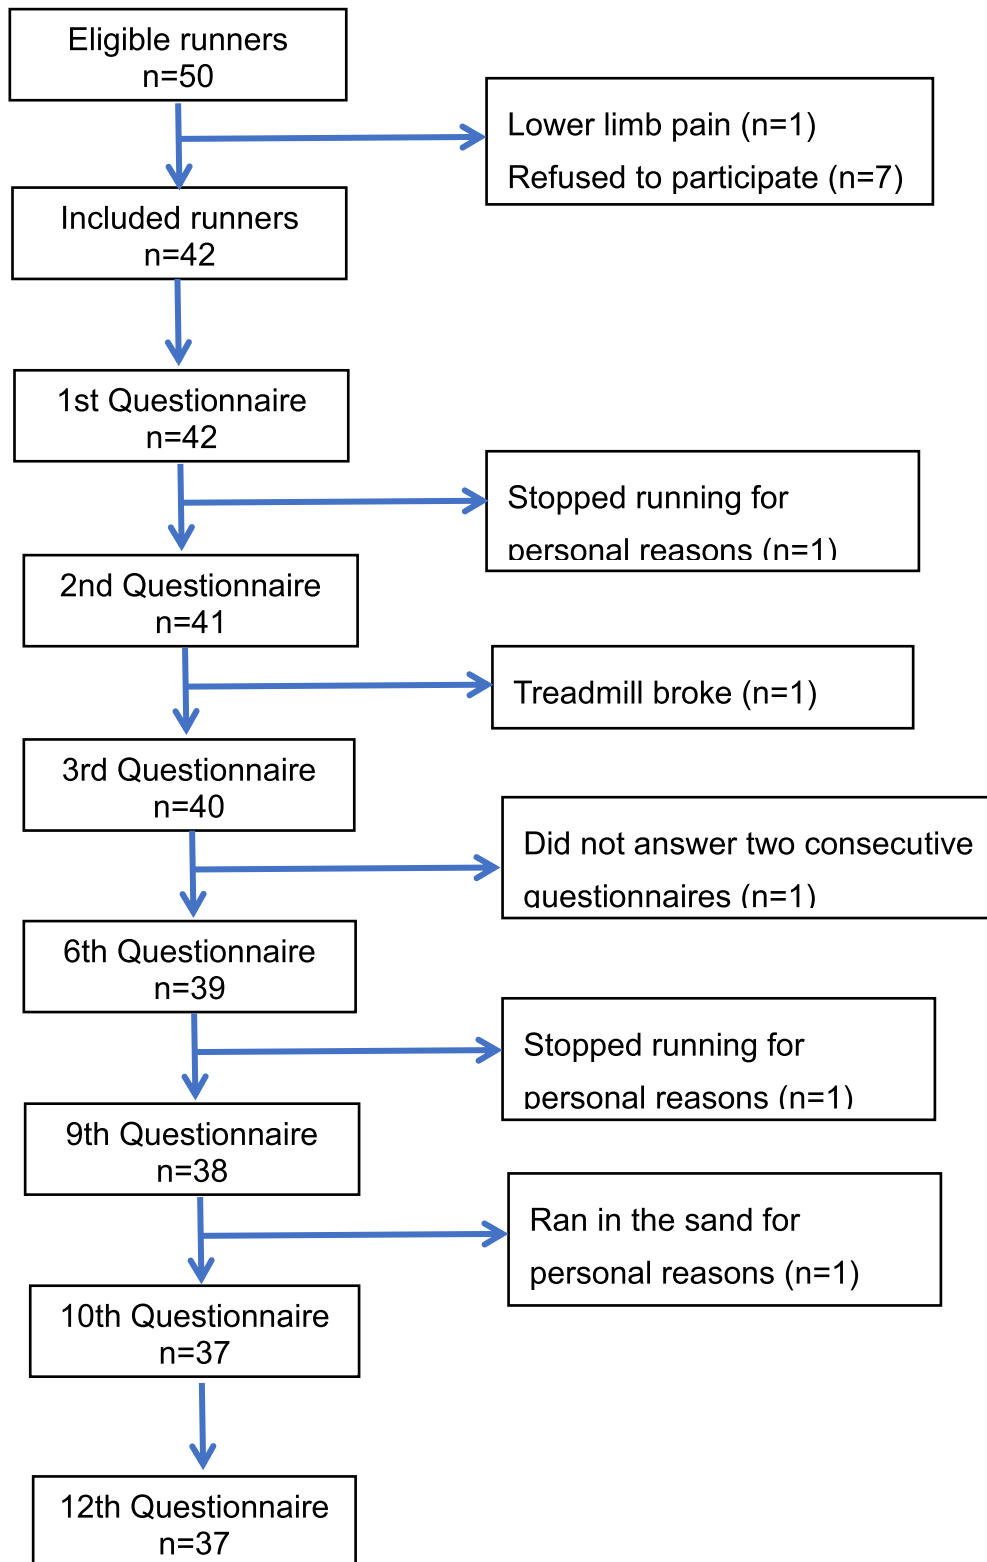 Eligible runners
n=50
Lower limb pain (n=1)
Refused to participate (n=7)
Included runners
n=42
1st Questionnaire
n=42
Stopped running for
personal reasons (n=1)
2nd Questionnaire
n=41
Treadmill broke (n=1)
3rd Questionnaire
n=40
Did not answer two consecutive
questionnaires (n=1)
6th Questionnaire
n=39
Stopped running for
personal reasons (n=1)
9th Questionnaire
n=38
Ran in the sand for
personal reasons (n=1)
10th Questionnaire
n=37
12th Questionnaire
n=37